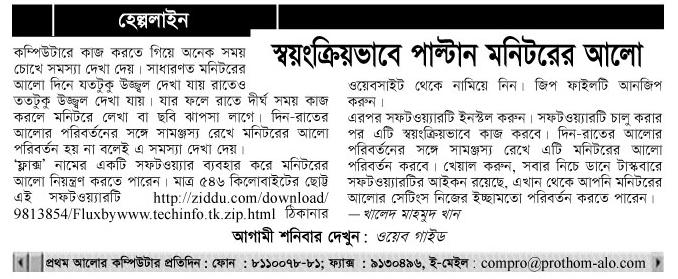 হেল্পলাইন
স্বয়ংক্রিয়ভাবে পাল্টান মনিটরের আলো
কম্পিউটারে কাজ করতে গিয়ে অনেক সময়
চোখে সমস্যা দেখা দেয়। সাধারণত মনিটরের
আলো দিনে যতটুকু উজ্জ্বল দেখা যায় রাতেও
ততটুকু উজ্জ্বল দেখা যায়। যার ফলে রাতে দীর্ঘ সময় কাজ
করলে মনিটরে লেখা বা ছবি ঝাপসা লাগে। দিন-রাতের
আলোর পরিবর্তনের সঙ্গে সামঞ্জস্য রেখে মনিটরের আলো
পরিবর্তন হয় না বলেই এ সমস্যা দেখা দেয়।
‘ফ্লাক্স’ নামের একটি সফটওয়্যার ব্যবহার করে মনিটরের
আলো নিয়ন্ত্রণ করতে পারেন। মাত্র ৫৪৬ কিলোবাইটের ছোট্ট
এই সফটওয়্যারটি http://ziddu.com/download/
9813854/Fluxbywww.techinfo.tk.zip.html ঠিকানার
ওয়েবসাইট থেকে নামিয়ে নিন। জিপ ফাইলটি আনজিপ
করুন।
এরপর সফটওয়্যারটি ইনস্টল করুন। সফটওয়্যারটি চালু করার
পর এটি স্বয়ংক্রিয়ভাবে কাজ করবে। দিন-রাতের আলোর
পরিবর্তনের সঙ্গে সামঞ্জস্য রেখে এটি মনিটরের আলো
পরিবর্তন করবে। খেয়াল করুন, সবার নিচে ডানে টাস্কবারে
সফটওয়্যারটির আইকন রয়েছে, এখান থেকে আপনি মনিটরের
আলোর সেটিংস নিজের ইচ্ছামতো পরিবর্তন করতে পারেন।
—খালেদ মাহমুদ খান
আগামী শনিবার দেখুন : ওয়েব গাইড
প্রথম আলোর কম্পিউটার প্রতিদিন : ফোন : ৮১১০০৭৮-৮১; ফ্যাক্স : ৯১৩০৪৯৬, ই-মেইল : compro@prothom-alo.com